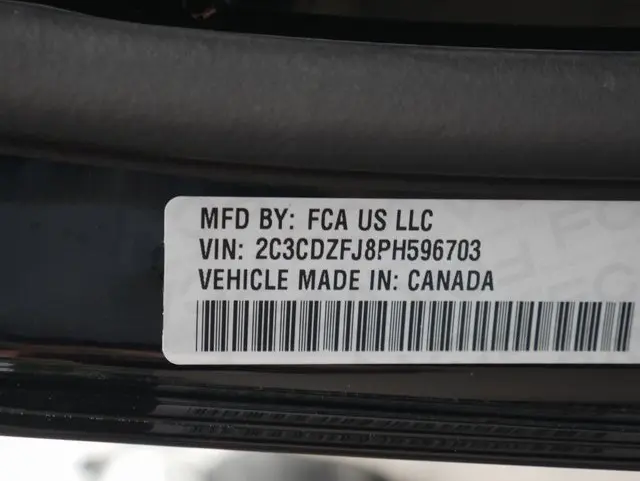 MFD BY: FCA US LLC
VIN: 2C3CDZFJ8PH596703
VEHICLE MADE IN: CANADA